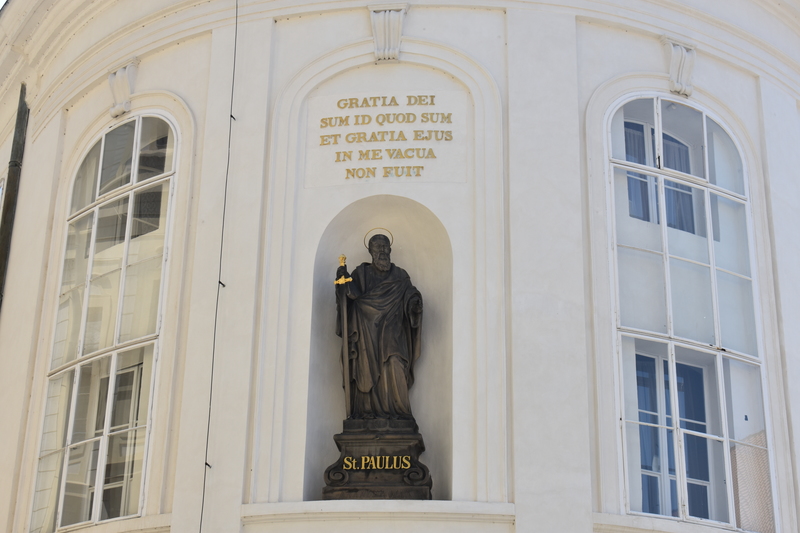 GRATIA DEI
SUM ID QUOD SUM
ET GRATIA EJUS
IN ME VACUA
NON FUIT
St. PAULUS